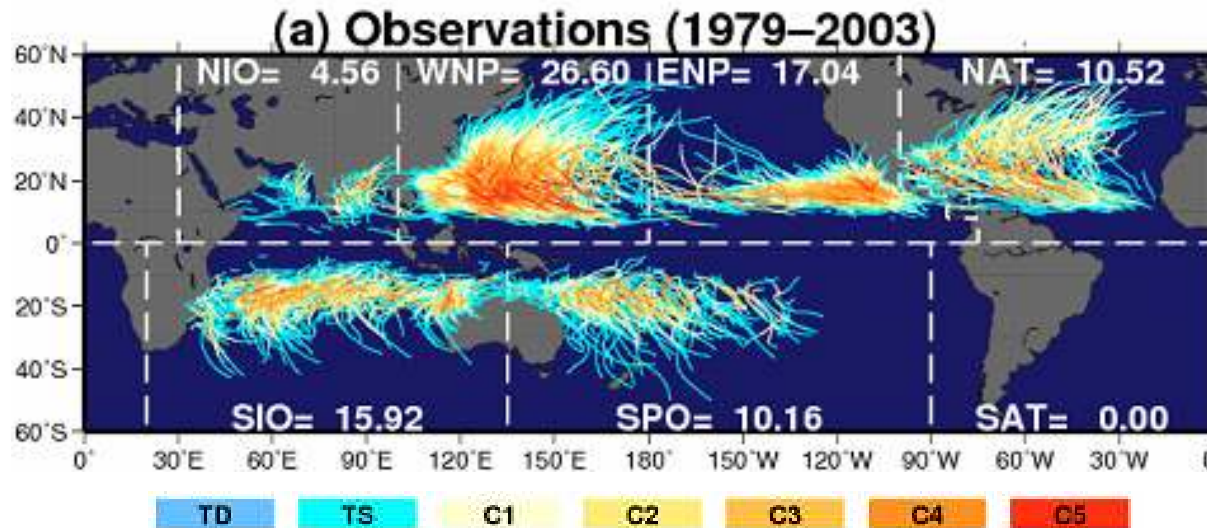 (a) Observations (1979–2003)
60°N
NIO= 4.56 WNP= 26.60 ENP= 17.04 NAT= 10.52
40°N
20°N
0°
20°S
40°S
SIO= 15.92 SPO= 10.16 SAT= 0.00
60°S
0° 30°E 60°E 90°E 120°E 150°E 180° 150°W 120°W 90°W 60°W 30°W
TD TS C1 C2 C3 C4 C5